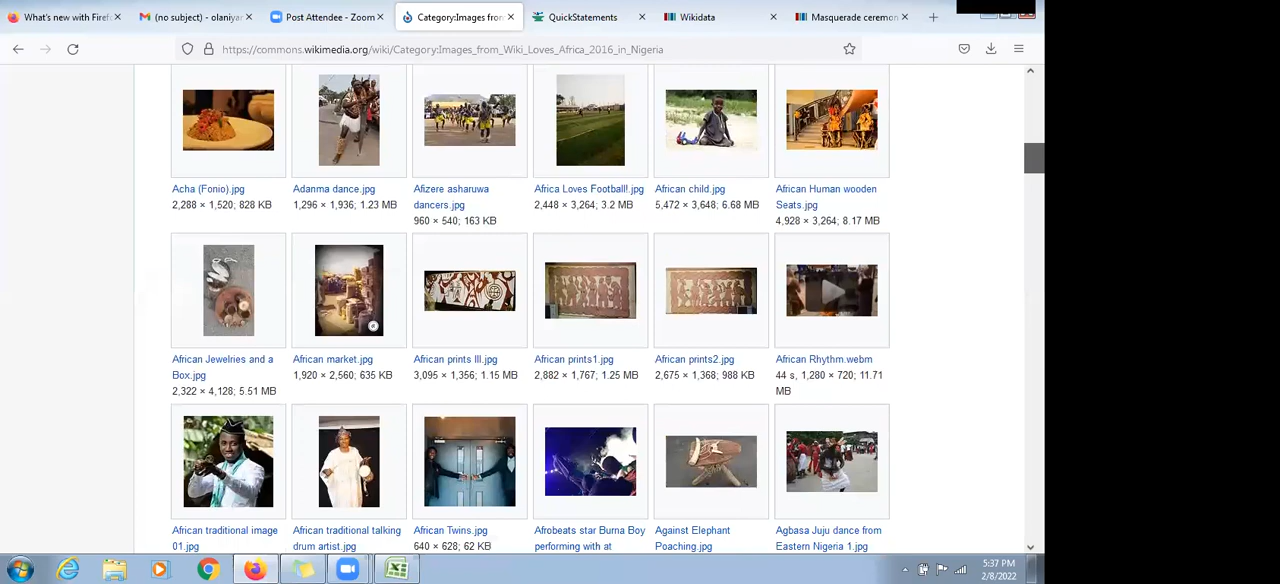 What's new with Firef
(no subject) - olaniyar
Post Attendee - Zoom
Category:Images from
QuickStatements
Wikidata
Masquerade ceremon
https://commons.wikimedia.org/wiki/Category:Images_from_Wiki_Loves_Africa_2016_in_Nigeria
Acha (Fonio).jpg
2,288 × 1,520; 828 KB
Adanma dance.jpg
1,296 × 1,936; 1.23 MB
Afizere asharuwa
dancers.jpg
960 × 540; 163 KB
Africa Loves Football!.jpg
2,448 × 3,264; 3.2 MB
African child.jpg
5,472 × 3,648; 6.68 MB
African Human wooden
Seats.jpg
4,928 × 3,264; 8.17 MB
African Jewelries and a
Box.jpg
2,322 × 4,128; 5.51 MB
African market.jpg
1,920 × 2,560; 635 KB
African prints III.jpg
3,095 × 1,356; 1.15 MB
African prints1.jpg
2,882 × 1,767; 1.25 MB
African prints2.jpg
2,675 × 1,368; 988 KB
African Rhythm.webm
44 s, 1,280 × 720; 11.71
MB
African traditional image
01.jpg
African traditional talking
drum artist.jpg
African Twins.jpg
640 × 628; 62 KB
Afrobeats star Burna Boy
performing with at
Against Elephant
Poaching.jpg
Agbasa Juju dance from
Eastern Nigeria 1.jpg
5:37 PM
2/8/2022